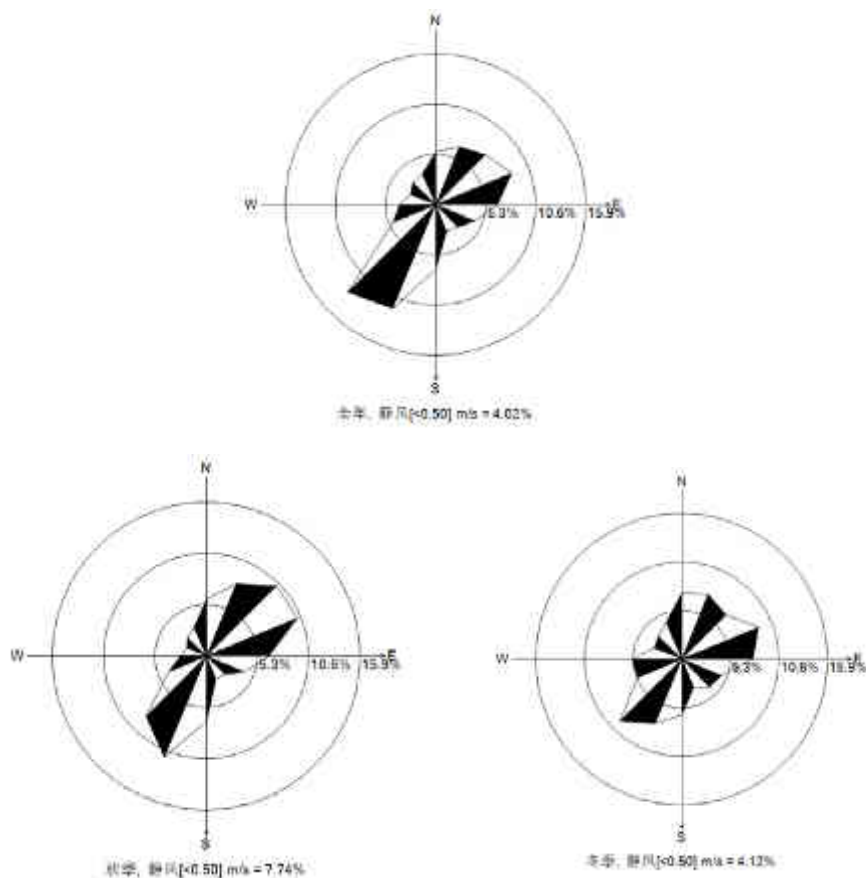 N
W
5.3% 10.6% 15.9%
E
S
全年, 静风[<0.50] m/s = 4.02%
N
W
5.3% 10.6% 15.9%
E
S
秋季, 静风[<0.50] m/s = 7.74%
N
W
5.3% 10.6% 15.9%
E
S
冬季, 静风[<0.50] m/s = 4.12%